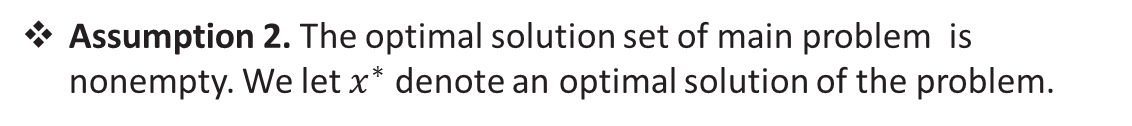 ❖ Assumption 2. The optimal solution set of main problem is
nonempty. We let x* denote an optimal solution of the problem.